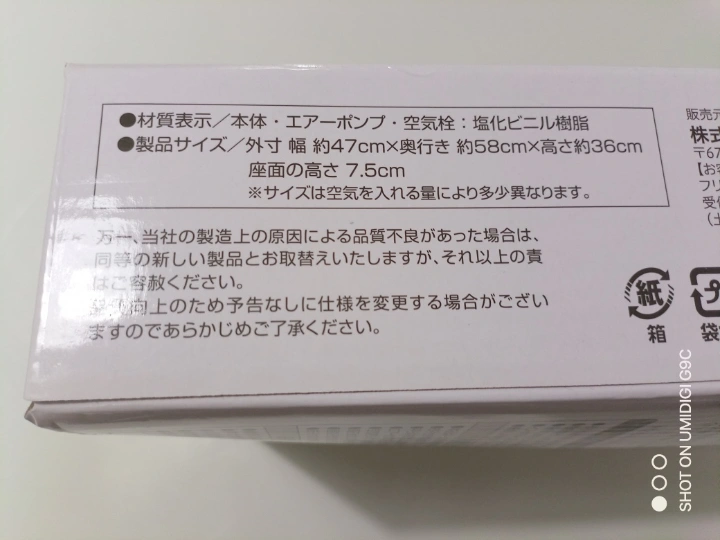 ●材質表示／本体・エアーポンプ・空気栓：塩化ビニル樹脂
●製品サイズ／外寸 幅 約47cm×奥行き 約58cm×高さ約36cm
座面の高さ 7.5cm
※サイズは空気を入れる量により多少異なります。
万一、当社の製造上の原因による品質不良があった場合は、
同等の新しい製品とお取替えいたしますが、それ以上の責
はご容赦ください。
向上のため予告なしに仕様を変更する場合がござい
ますのであらかじめご了承ください。
販売元
株式
〒67
【お客
フリ
受付
（土
紙
箱
プ
袋
SHOT ON UMIDIGI G9C